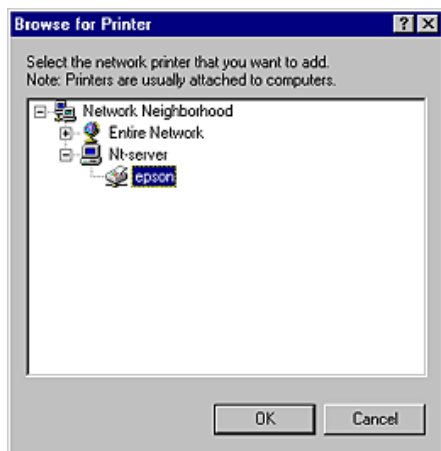 Browse for Printer
Select the network printer that you want to add.
Note: Printers are usually attached to computers.
Network Neighborhood
Entire Network
Nt-server
epson
OK Cancel